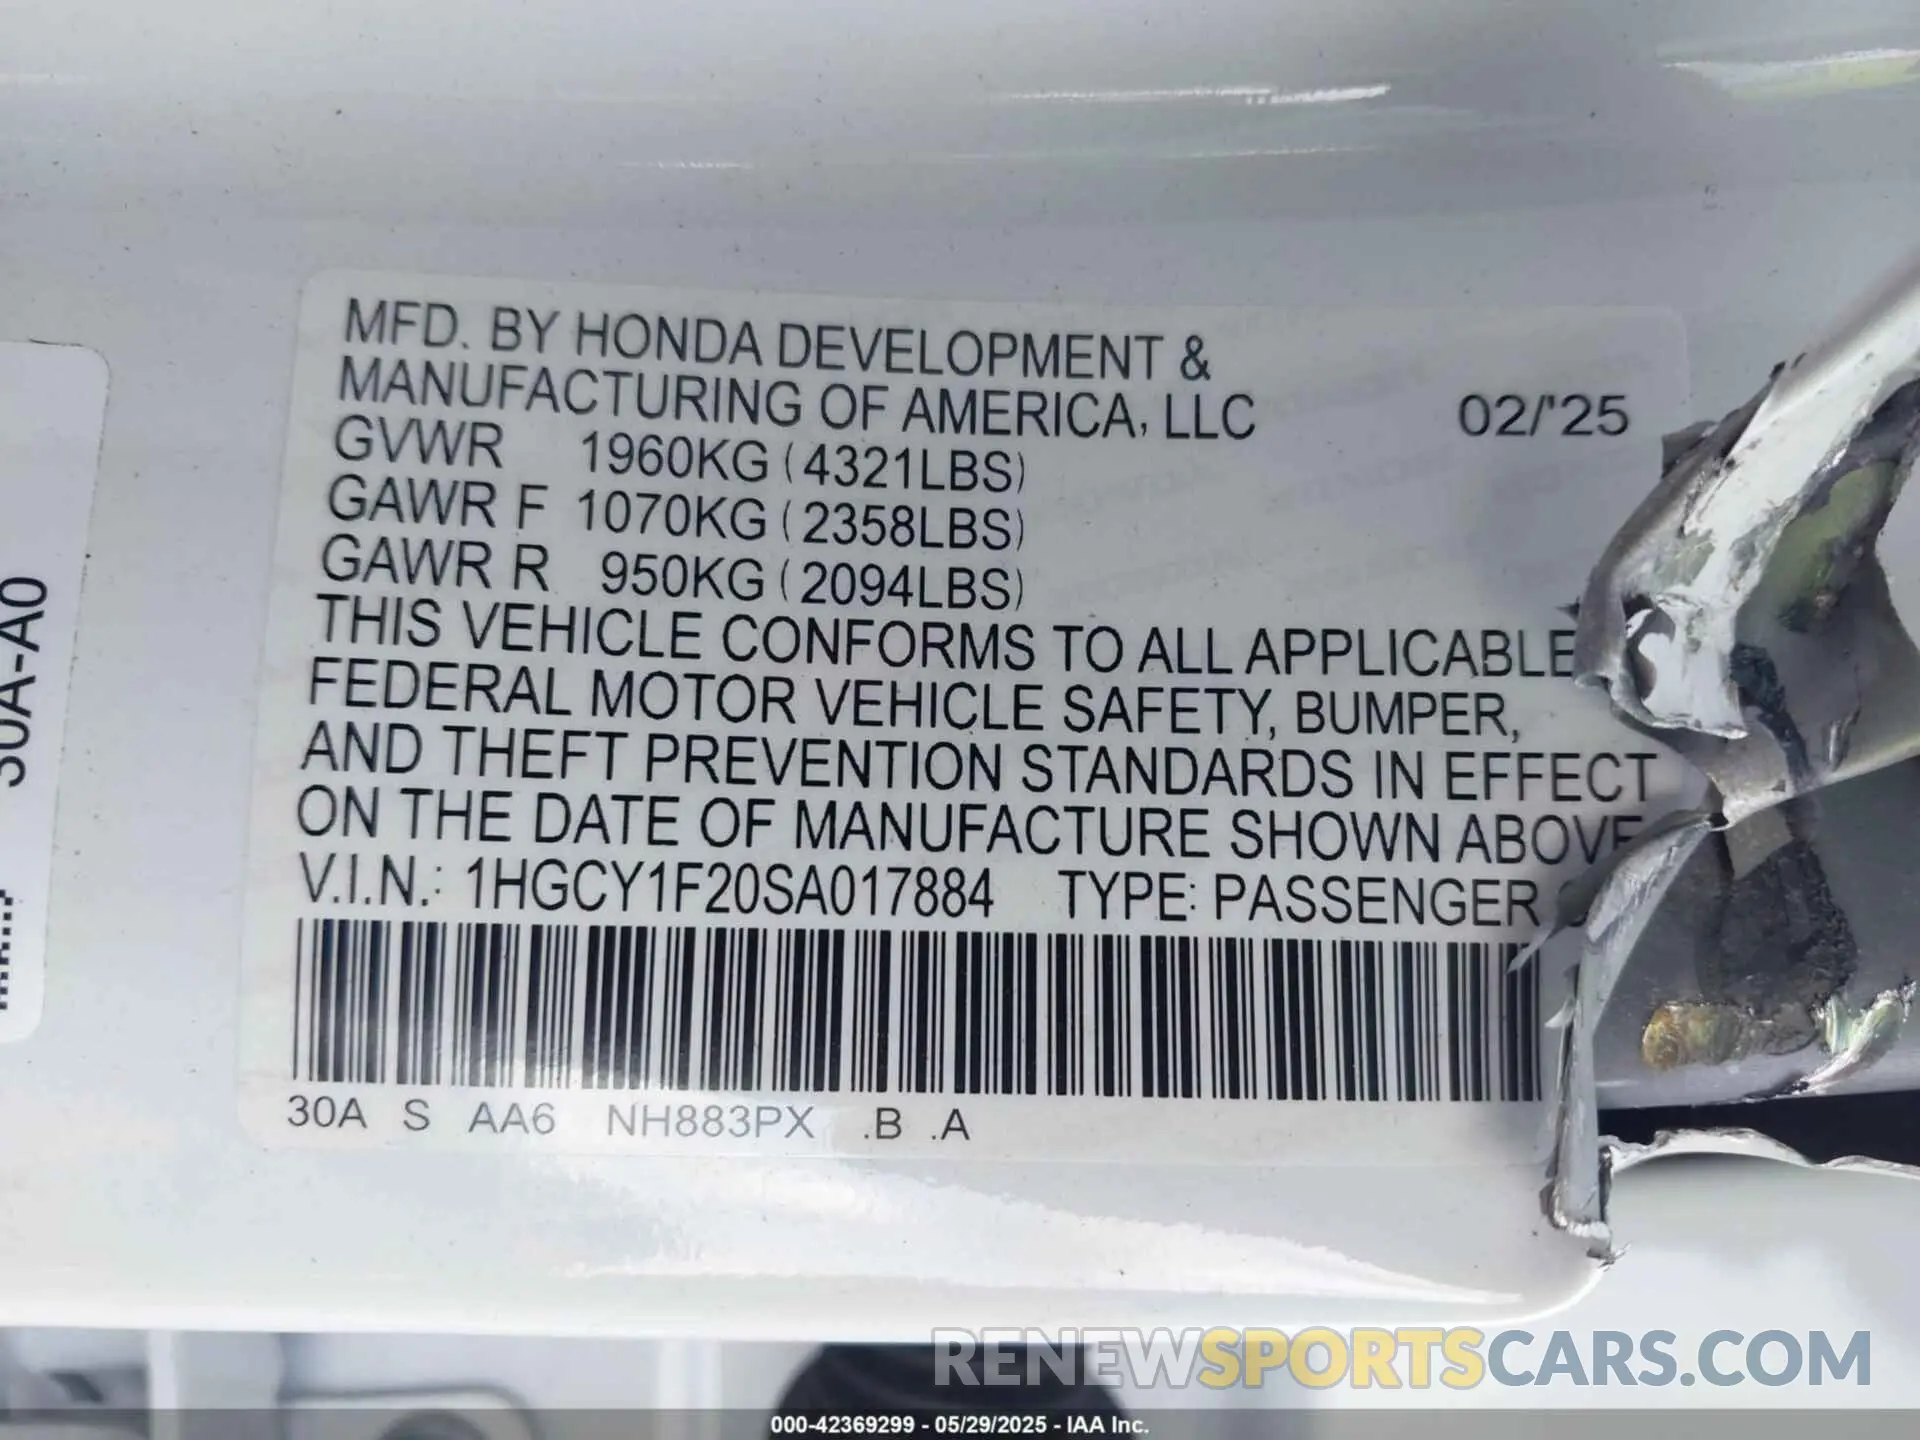 MFD. BY HONDA DEVELOPMENT &
MANUFACTURING OF AMERICA, LLC 02/'25
GVWR 1960KG (4321LBS)
GAWR F 1070KG (2358LBS)
GAWR R 950KG (2094LBS)
THIS VEHICLE CONFORMS TO ALL APPLICABLE
FEDERAL MOTOR VEHICLE SAFETY, BUMPER,
AND THEFT PREVENTION STANDARDS IN EFFECT
ON THE DATE OF MANUFACTURE SHOWN ABOVE
V.I.N.: 1HGCY1F20SA017884 TYPE: PASSENGER
30A S AA6 NH883PX .B .A
30A-A0
RENEWSPORTSCARS.COM
000-42369299 - 05/29/2025 - IAA Inc.